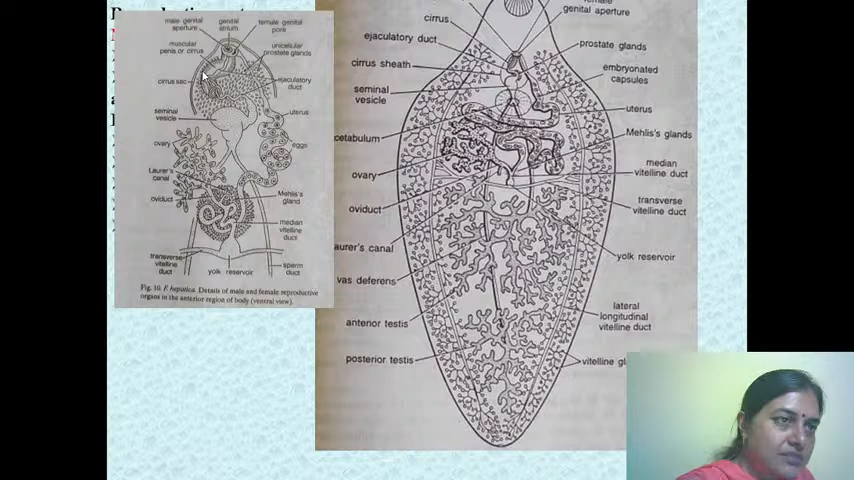 male genital
aperture
genital
atrium
female genital
pore
muscular
penis or cirrus
unicellular
prostate glands
cirrus sac
ejaculatory
duct
seminal
vesicle
uterus
ovary
eggs
Laurer's
canal
oviduct
Mehlis's
gland
median
vitelline
duct
transverse
vitelline
duct
yolk reservoir
sperm
duct
Fig. 10. F. hepatica. Details of male and female reproductive
organs in the anterior region of body (ventral view).
cirrus
genital aperture
ejaculatory duct
prostate glands
cirrus sheath
embryonated
capsules
seminal
vesicle
uterus
cetabulum
Mehlis's glands
ovary
median
vitelline duct
oviduct
transverse
vitelline duct
aurer's canal
yolk reservoir
vas deferens
lateral
longitudinal
vitelline duct
antenor testis
posterior testis
vitelline gl